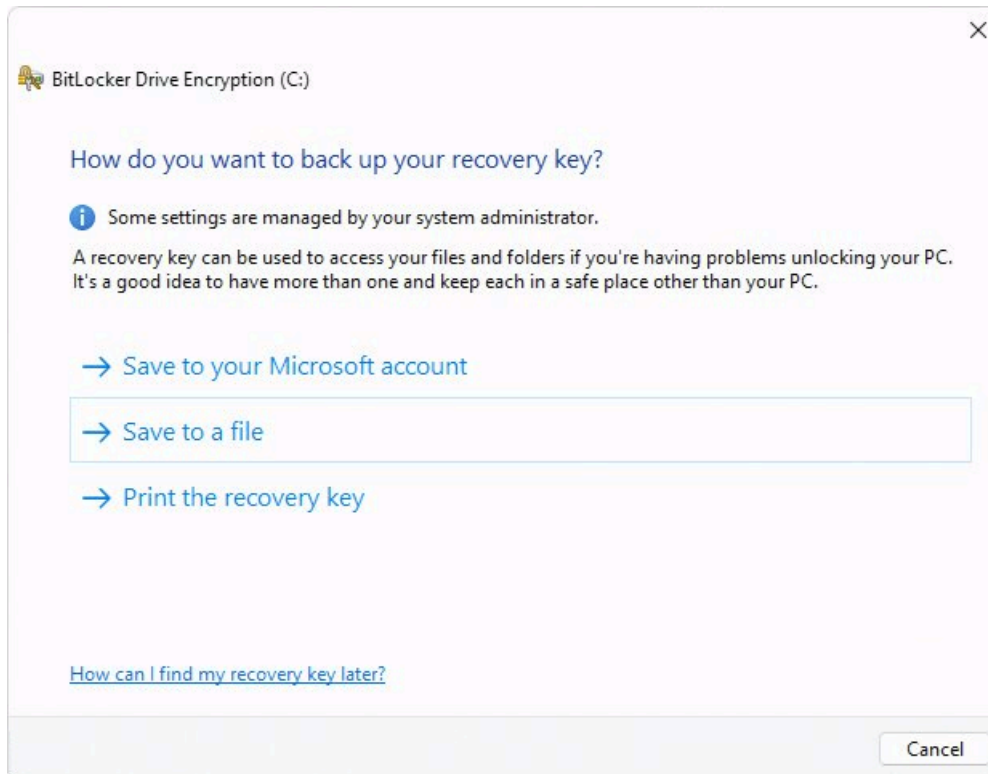 BitLocker Drive Encryption (C:)
How do you want to back up your recovery key?
Some settings are managed by your system administrator.
A recovery key can be used to access your files and folders if you're having problems unlocking your PC.
It's a good idea to have more than one and keep each in a safe place other than your PC.
Save to your Microsoft account
Save to a file
Print the recovery key
How can I find my recovery key later?
Cancel